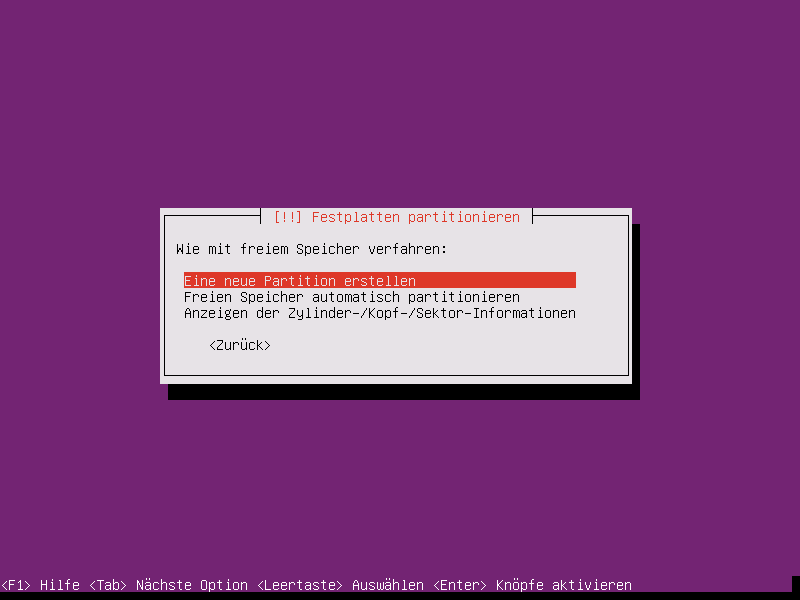 [!!] Festplatten partitionieren
Wie mit freiem Speicher verfahren:
Eine neue Partition erstellen
Freien Speicher automatisch partitionieren
Anzeigen der Zylinder-/Kopf-/Sektor-Informationen
<Zurück>
<F1> Hilfe <Tab> Nächste Option <Leertaste> Auswählen <Enter> Knöpfe aktivieren